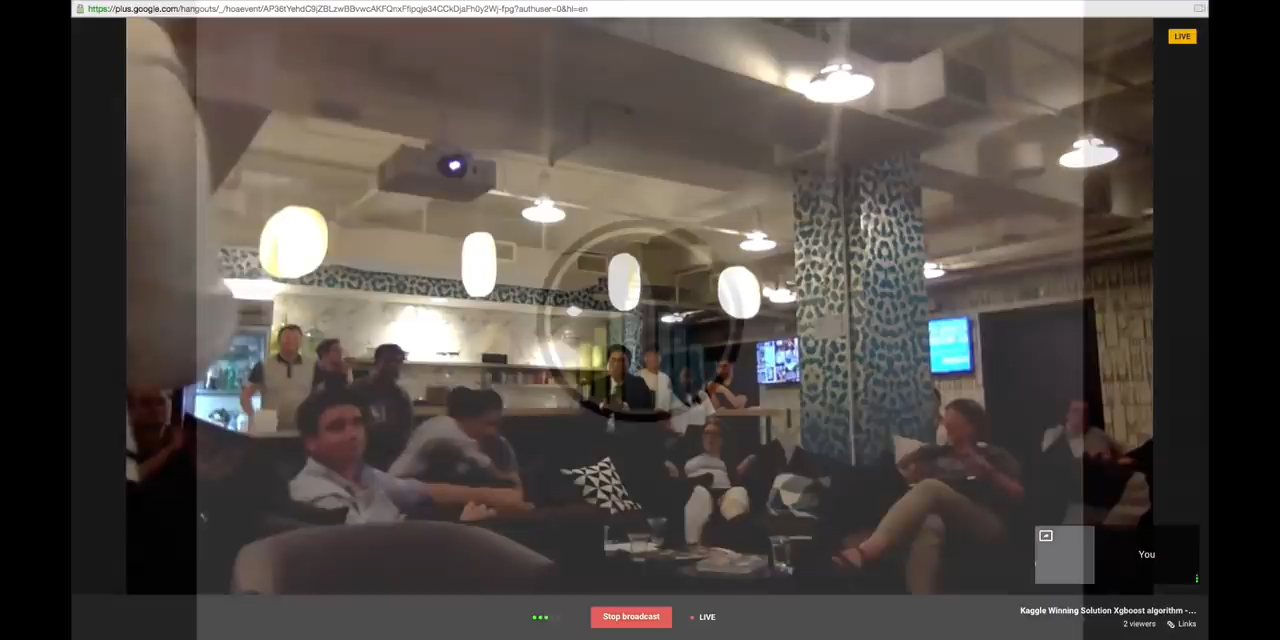 https://plus.google.com/hangouts/_/hoaevent/AP36tYehdC9jZBLzwBBvwcAKFQnxFfipqje34CCkDjaFh0y2Wj-fpg?authuser=0&hl=en
LIVE
You
Stop broadcast
LIVE
Kaggle Winning Solution Xgboost algorithm -...
2 viewers
Links